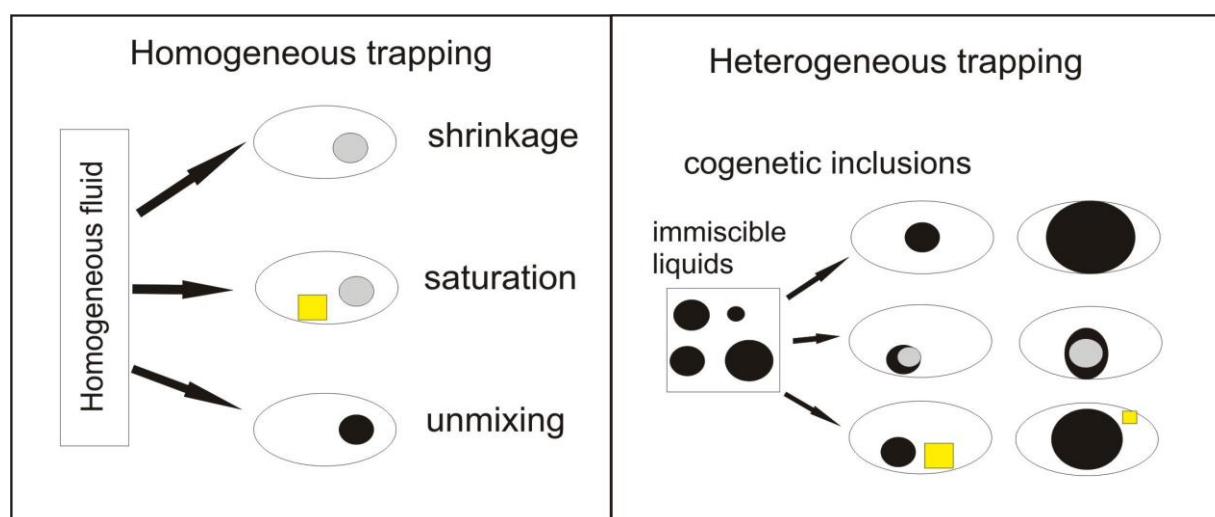 Homogeneous trapping
Homogeneous fluid
shrinkage
saturation
unmixing
Heterogeneous trapping
cogenetic inclusions
immiscible
liquids